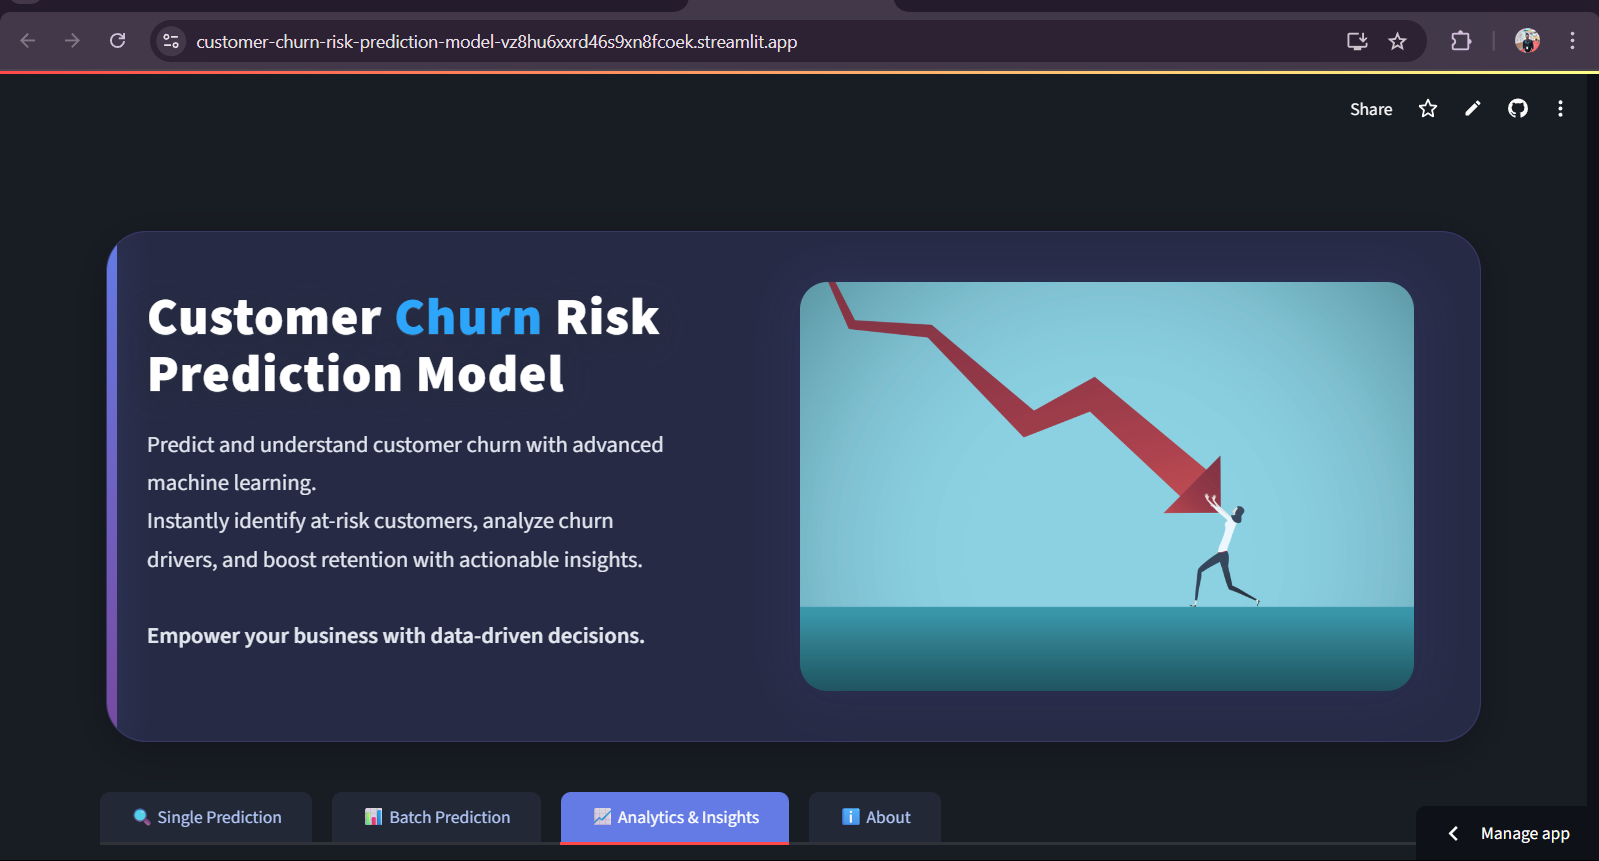 customer-churn-risk-prediction-model-vz8hu6xxrd46s9xn8fcoek.streamlit.app
Share
Customer Churn Risk
Prediction Model
Predict and understand customer churn with advanced
machine learning.
Instantly identify at-risk customers, analyze churn
drivers, and boost retention with actionable insights.
Empower your business with data-driven decisions.
Single Prediction
Batch Prediction
Analytics & Insights
About
Manage app